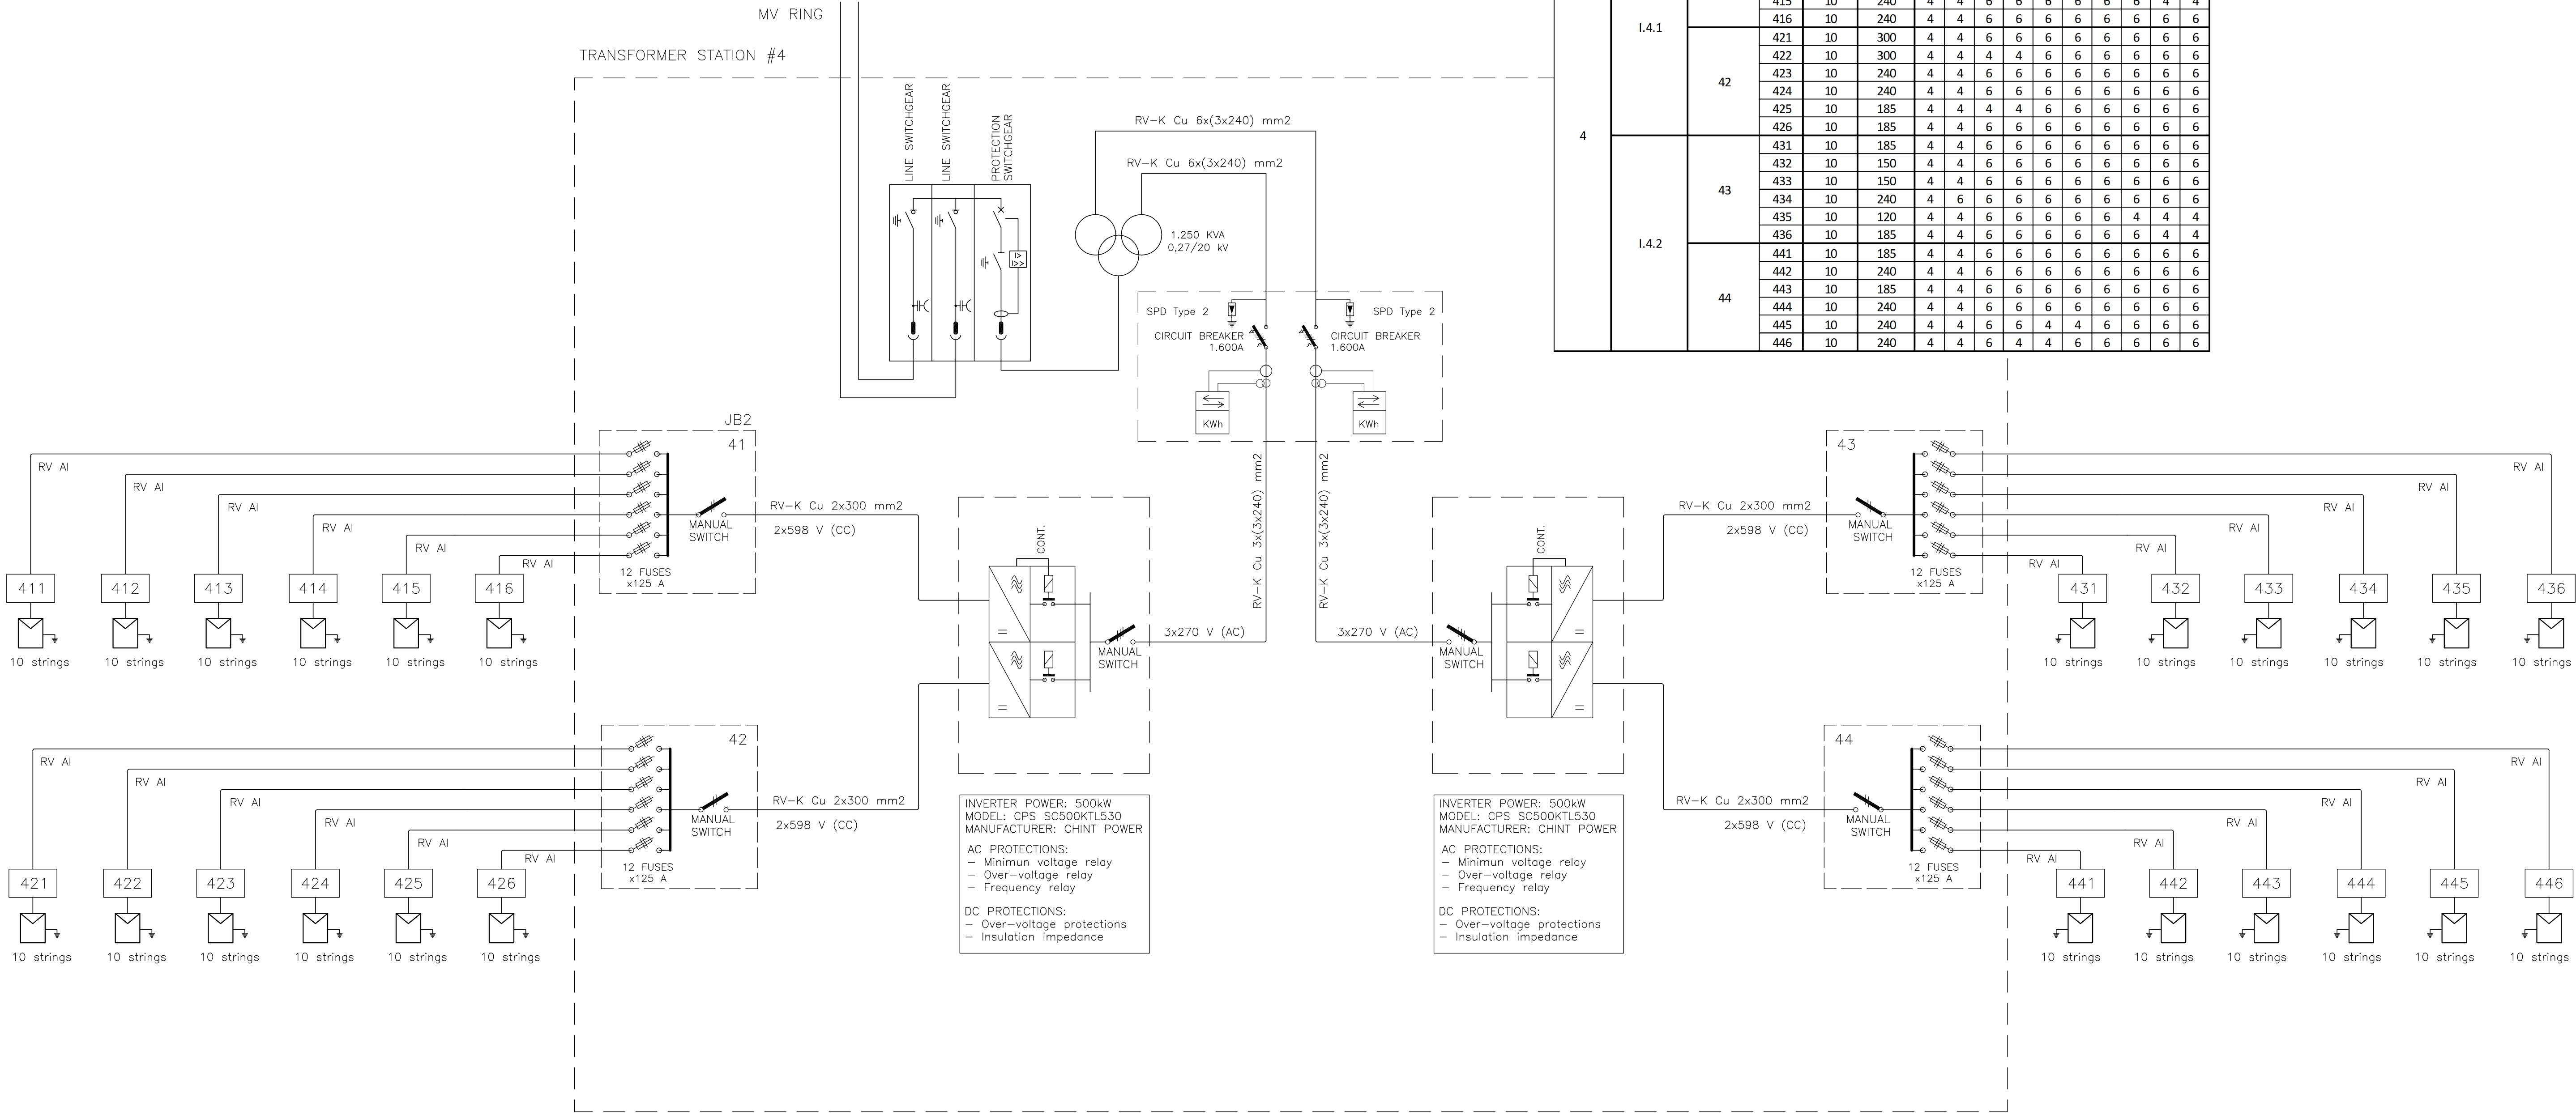 MV RING
TRANSFORMER STATION #4
415 10 240 4 4 6 6 6 6 6 6 4 4
I.4.1
416 10 240 4 4 6 6 6 6 6 6 6 6
421 10 300 4 4 6 6 6 6 6 6 6 6
422 10 300 4 4 4 4 6 6 6 6 6 6
423 10 240 4 4 6 6 6 6 6 6 6 6
42
424 10 240 4 4 6 6 6 6 6 6 6 6
425 10 185 4 4 4 4 6 6 6 6 6 6
426 10 185 4 4 6 6 6 6 6 6 6 6
4
431 10 185 4 4 6 6 6 6 6 6 6 6
432 10 150 4 4 6 6 6 6 6 6 6 6
433 10 150 4 4 6 6 6 6 6 6 6 6
43
434 10 240 4 6 6 6 6 6 6 6 6 6
435 10 120 4 4 6 6 6 6 6 4 4 4
436 10 185 4 4 6 6 6 6 6 6 4 4
I.4.2
441 10 185 4 4 6 6 6 6 6 6 6 6
442 10 240 4 4 6 6 6 6 6 6 6 6
443 10 185 4 4 6 6 6 6 6 6 6 6
44
444 10 240 4 4 6 6 6 6 6 6 6 6
445 10 240 4 4 6 6 4 4 6 6 6 6
446 10 240 4 4 6 4 4 6 6 6 6 6
LINE SWITCHGEAR
LINE SWITCHGEAR
PROTECTION
SWITCHGEAR
I>
I>>
RV-K Cu 6x(3x240) mm2
RV-K Cu 6x(3x240) mm2
1.250 KVA
0,27/20 kV
SPD Type 2
CIRCUIT BREAKER
1.600A
SPD Type 2
CIRCUIT BREAKER
1.600A
KWh
KWh
RV-K Cu 3x(3x240) mm2
RV-K Cu 3x(3x240) mm2
3x270 V (AC)
3x270 V (AC)
JB2
41
RV Al
RV Al
RV Al
RV Al
RV Al
RV Al
MANUAL
SWITCH
12 FUSES
x125 A
RV-K Cu 2x300 mm2
2x598 V (CC)
411
412
413
414
415
416
10 strings
10 strings
10 strings
10 strings
10 strings
10 strings
42
RV Al
RV Al
RV Al
RV Al
RV Al
RV Al
MANUAL
SWITCH
12 FUSES
x125 A
RV-K Cu 2x300 mm2
2x598 V (CC)
421
422
423
424
425
426
10 strings
10 strings
10 strings
10 strings
10 strings
10 strings
CONT.
MANUAL
SWITCH
INVERTER POWER: 500kW
MODEL: CPS SC500KTL530
MANUFACTURER: CHINT POWER
AC PROTECTIONS:
- Minimun voltage relay
- Over-voltage relay
- Frequency relay
DC PROTECTIONS:
- Over-voltage protections
- Insulation impedance
CONT.
MANUAL
SWITCH
INVERTER POWER: 500kW
MODEL: CPS SC500KTL530
MANUFACTURER: CHINT POWER
AC PROTECTIONS:
- Minimun voltage relay
- Over-voltage relay
- Frequency relay
DC PROTECTIONS:
- Over-voltage protections
- Insulation impedance
43
RV-K Cu 2x300 mm2
2x598 V (CC)
MANUAL
SWITCH
12 FUSES
x125 A
RV Al
RV Al
RV Al
RV Al
RV Al
RV Al
431
432
433
434
435
436
10 strings
10 strings
10 strings
10 strings
10 strings
10 strings
44
RV-K Cu 2x300 mm2
2x598 V (CC)
MANUAL
SWITCH
12 FUSES
x125 A
RV Al
RV Al
RV Al
RV Al
RV Al
RV Al
441
442
443
444
445
446
10 strings
10 strings
10 strings
10 strings
10 strings
10 strings